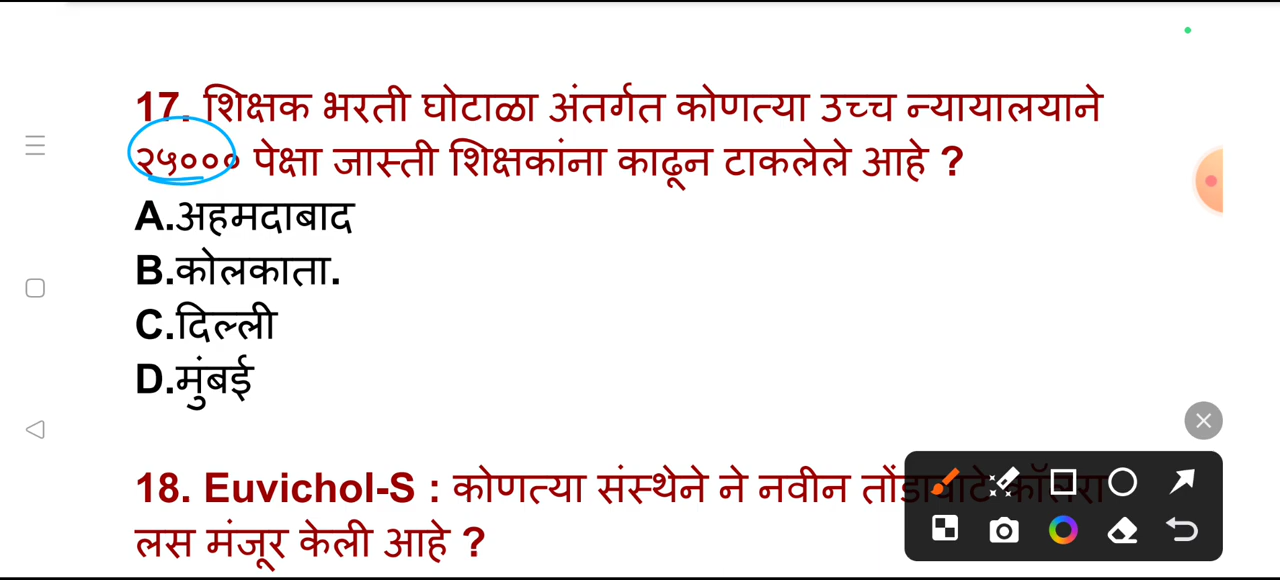 17. शिक्षक भरती घोटाळा अंतर्गत कोणत्या उच्च न्यायालयाने
२५००० पेक्षा जास्ती शिक्षकांना काढून टाकलेले आहे ?
A.अहमदाबाद
B.कोलकाता.
C.दिल्ली
D.मुंबई
18. Euvichol-S : कोणत्या संस्थेने ने नवीन तोंडावाटे कॉलरा
लस मंजूर केली आहे ?